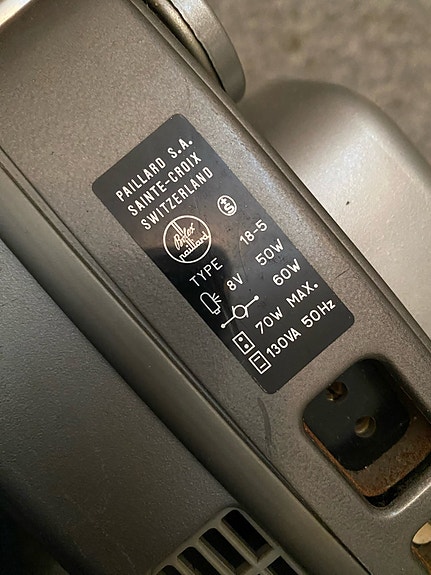 PAILLARD S.A.
SAINTE-CROIX
SWITZERLAND
Bolex
Paillard
S
TYPE 18-5
8V 50W
60W
70W MAX.
130VA 50Hz